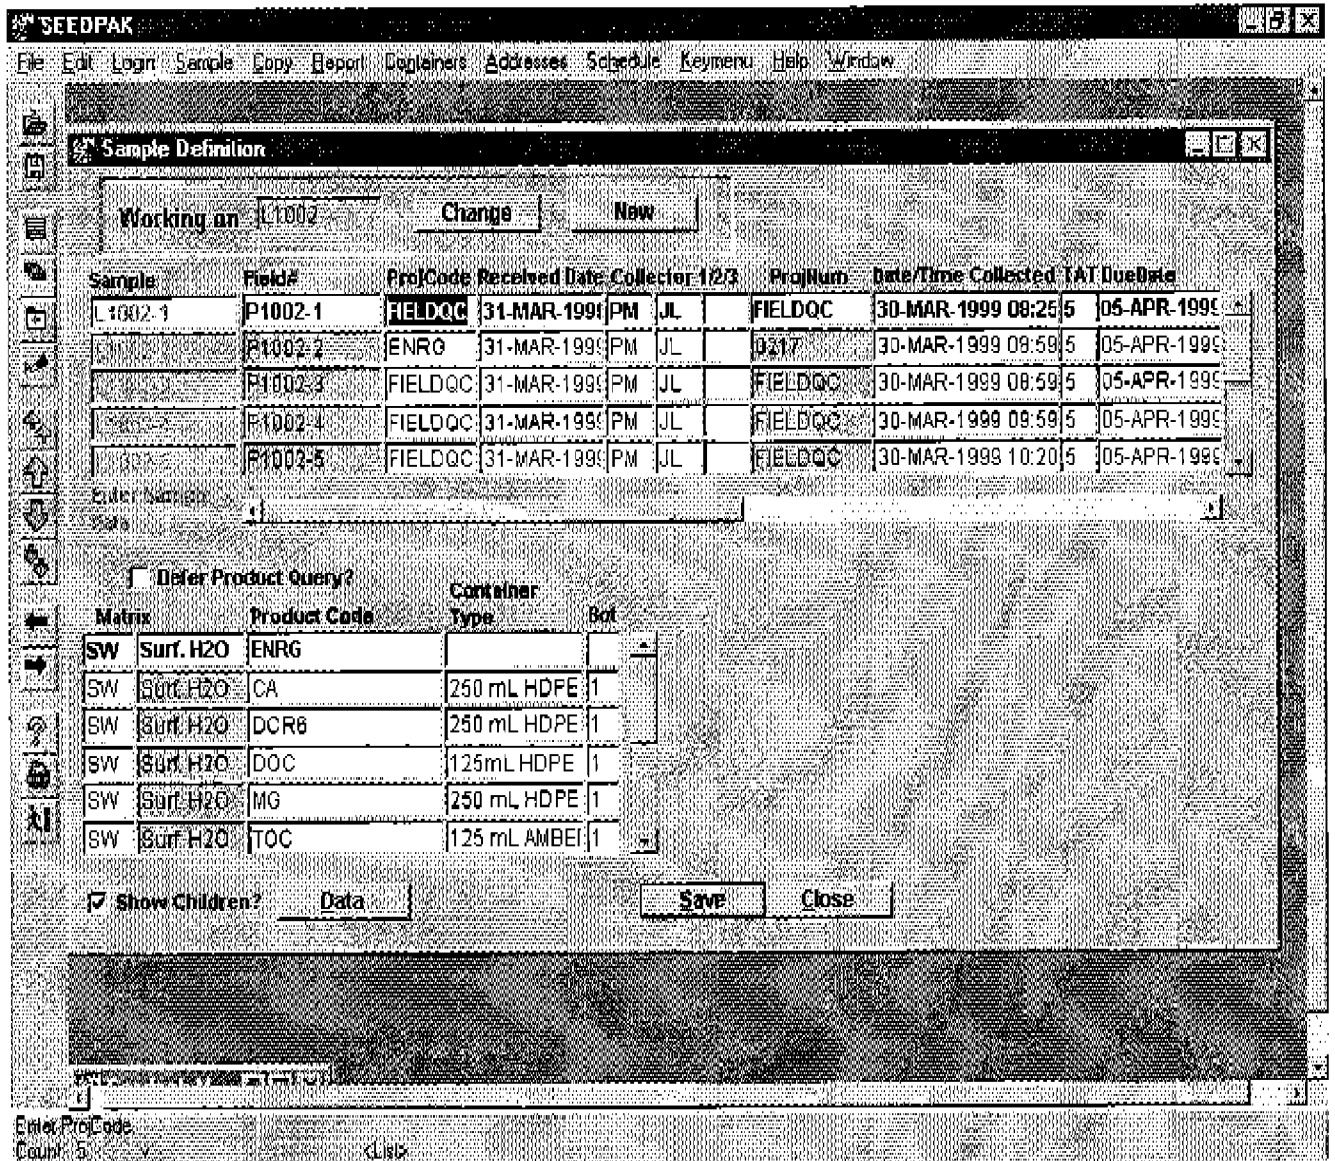 SEEDPAK
File Edit Login Sample Copy Report Containers Addresses Schedule Keymenu Help Window
Sample Definition
Working on L1002 Change New
Sample Field# ProjCode Received Date Collector 1/2/3 ProjNum Date/Time Collected TAT DueDate
L1002-1 P1002-1 FIELDQC 31-MAR-1999 PM JL FIELDQC 30-MAR-1999 08:25 5 05-APR-1999
P1002-2 ENRG 31-MAR-1999 PM JL 0217 30-MAR-1999 08:59 5 05-APR-1999
P1002-3 FIELDQC 31-MAR-1999 PM JL FIELDQC 30-MAR-1999 08:59 5 05-APR-1999
P1002-4 FIELDQC 31-MAR-1999 PM JL FIELDQC 30-MAR-1999 09:59 5 05-APR-1999
P1002-5 FIELDQC 31-MAR-1999 PM JL FIELDQC 30-MAR-1999 10:20 5 05-APR-1999
Enter Sample
Data
Defer Product Query?
Container
Matrix Product Code Type Bot
SW Surf. H2O ENRG
SW Surf. H2O CA 250 mL HDPE 1
SW Surf. H2O DCR6 250 mL HDPE 1
SW Surf. H2O DOC 125mL HDPE 1
SW Surf. H2O MG 250 mL HDPE 1
SW Surf. H2O TOC 125 mL AMBE 1
Show Children? Data Save Close
Enter ProjCode
Count: 5 v <List>